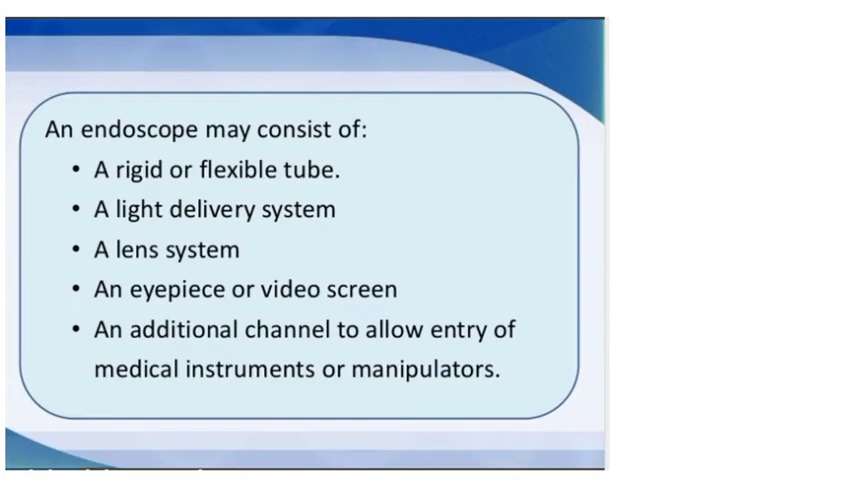 An endoscope may consist of:
• A rigid or flexible tube.
• A light delivery system
• A lens system
• An eyepiece or video screen
• An additional channel to allow entry of
medical instruments or manipulators.